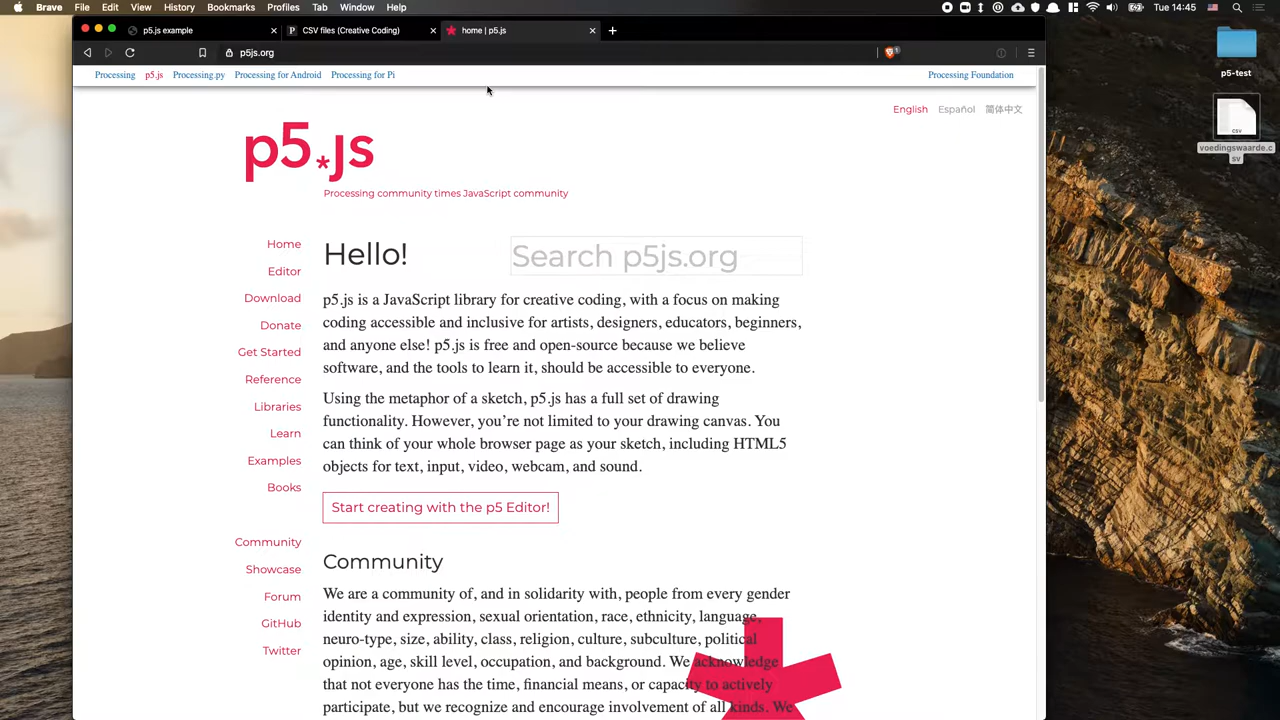 Brave File Edit View History Bookmarks Profiles Tab Window Help
Tue 14:45
p5.js example
CSV files (Creative Coding)
home | p5.js
p5js.org
1
Processing p5.js Processing.py Processing for Android Processing for Pi Processing Foundation
English Español 简体中文
p5.js
Processing community times JavaScript community
Home
Editor
Download
Donate
Get Started
Reference
Libraries
Learn
Examples
Books
Community
Showcase
Forum
GitHub
Twitter
Hello!
Search p5js.org
p5.js is a JavaScript library for creative coding, with a focus on making
coding accessible and inclusive for artists, designers, educators, beginners,
and anyone else! p5.js is free and open-source because we believe
software, and the tools to learn it, should be accessible to everyone.
Using the metaphor of a sketch, p5.js has a full set of drawing
functionality. However, you’re not limited to your drawing canvas. You
can think of your whole browser page as your sketch, including HTML5
objects for text, input, video, webcam, and sound.
Start creating with the p5 Editor!
Community
We are a community of, and in solidarity with, people from every gender
identity and expression, sexual orientation, race, ethnicity, language,
neuro-type, size, ability, class, religion, culture, subculture, political
opinion, age, skill level, occupation, and background. We acknowledge
that not everyone has the time, financial means, or capacity to actively
participate, but we recognize and encourage involvement of all kinds. We
p5-test
CSV
voedingswaarde.c
sv